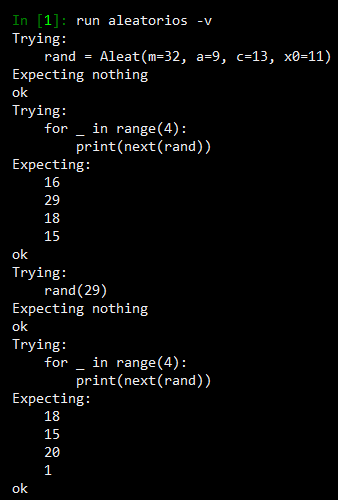 In [1]: run aleatorios -v
Trying:
    rand = Aleat(m=32, a=9, c=13, x0=11)
Expecting nothing
ok
Trying:
    for _ in range(4):
        print(next(rand))
Expecting:
    16
    29
    18
    15
ok
Trying:
    rand(29)
Expecting nothing
ok
Trying:
    for _ in range(4):
        print(next(rand))
Expecting:
    18
    15
    20
    1
ok